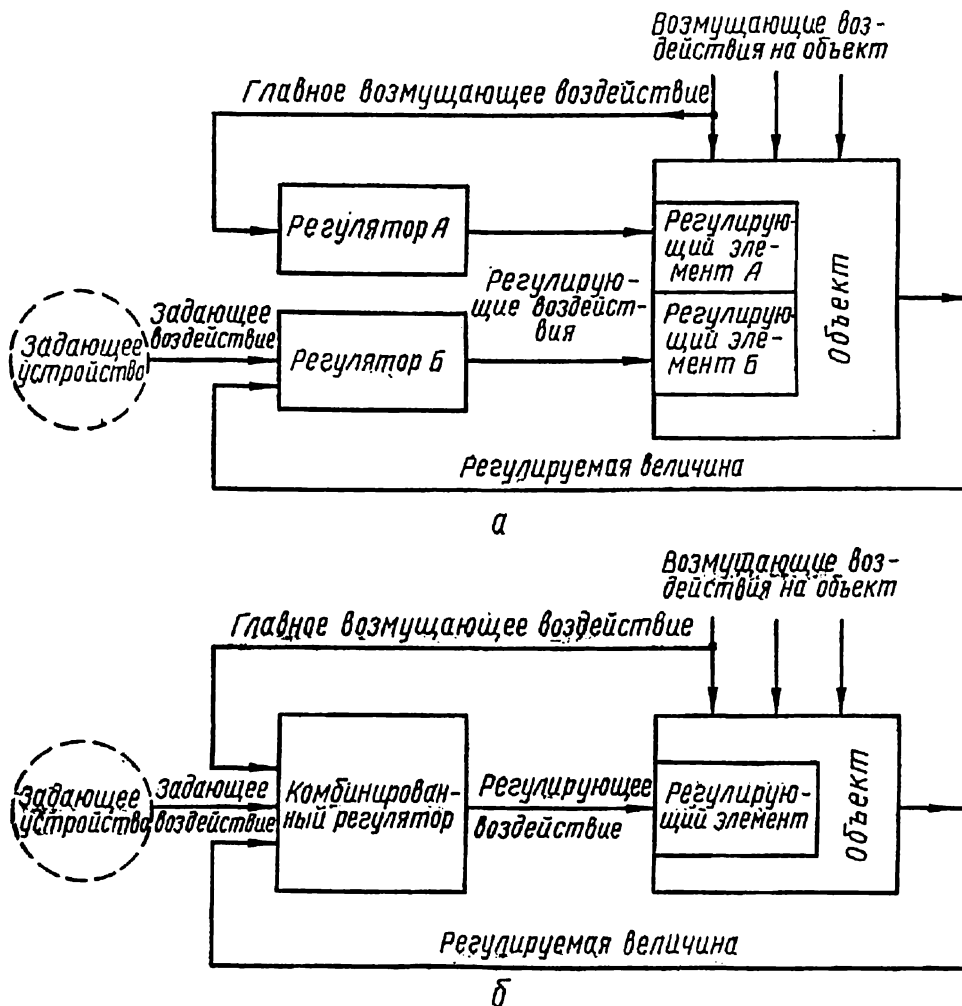 Возмущающие воз-
действия на объект
Главное возмущающее воздействие
Регулятор А
Регулирую-
щий эле-
мент А
Объект
Регулирую-
щие воздейст-
вия
Задающее
воздействие
Задающее
устройство
Регулятор Б
Регулирую-
щий эле-
мент Б
Регулируемая величина
а
Возмущающие воз-
действия на объект
Главное возмущающее воздействие
Задающее
устройство
Задающее
воздействие
Комбинирован-
ный регулятор
Регулирующее
воздействие
Регулирую-
щий элемент
Объект
Регулируемая величина
б